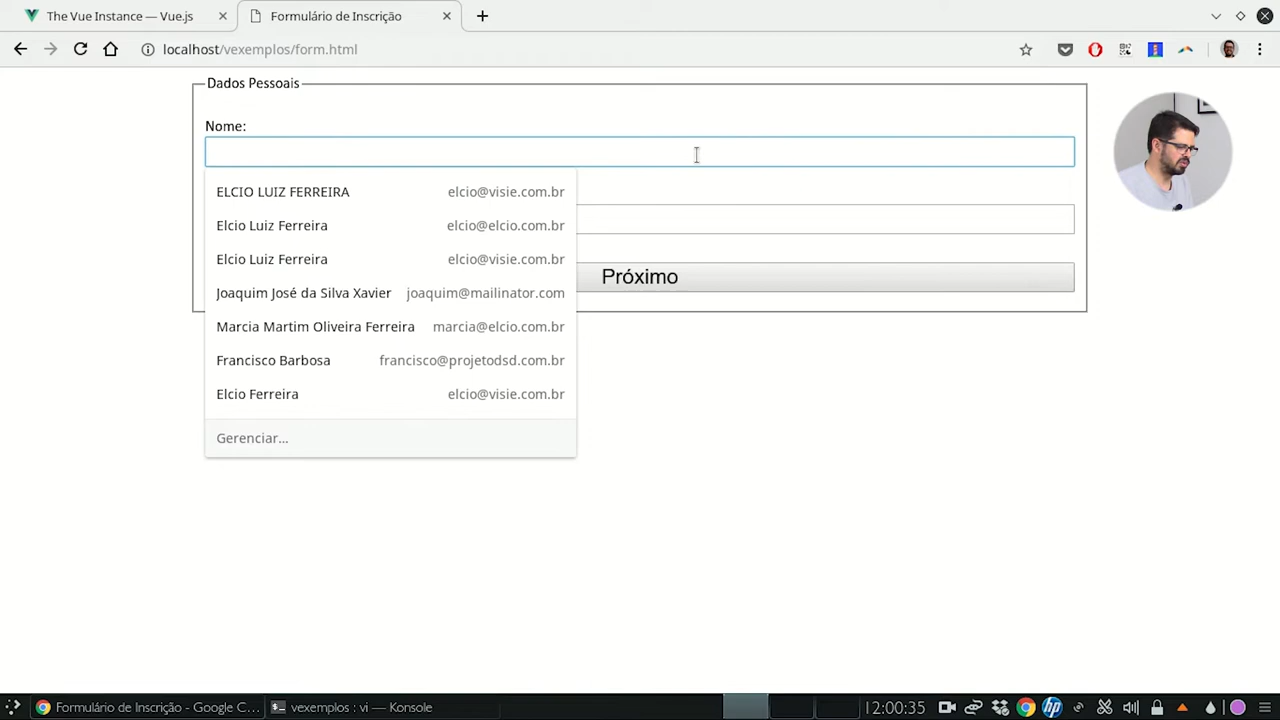 The Vue Instance — Vue.js
Formulário de Inscrição
localhost/vexemplos/form.html
Dados Pessoais
Nome:
ELCIO LUIZ FERREIRA elcio@visie.com.br
Elcio Luiz Ferreira elcio@elcio.com.br
Elcio Luiz Ferreira elcio@visie.com.br
Joaquim José da Silva Xavier joaquim@mailinator.com
Marcia Martim Oliveira Ferreira marcia@elcio.com.br
Francisco Barbosa francisco@projetodsd.com.br
Elcio Ferreira elcio@visie.com.br
Gerenciar...
Próximo
Formulário de Inscrição - Google C... vexemplos : vi — Konsole 12:00:35 hp